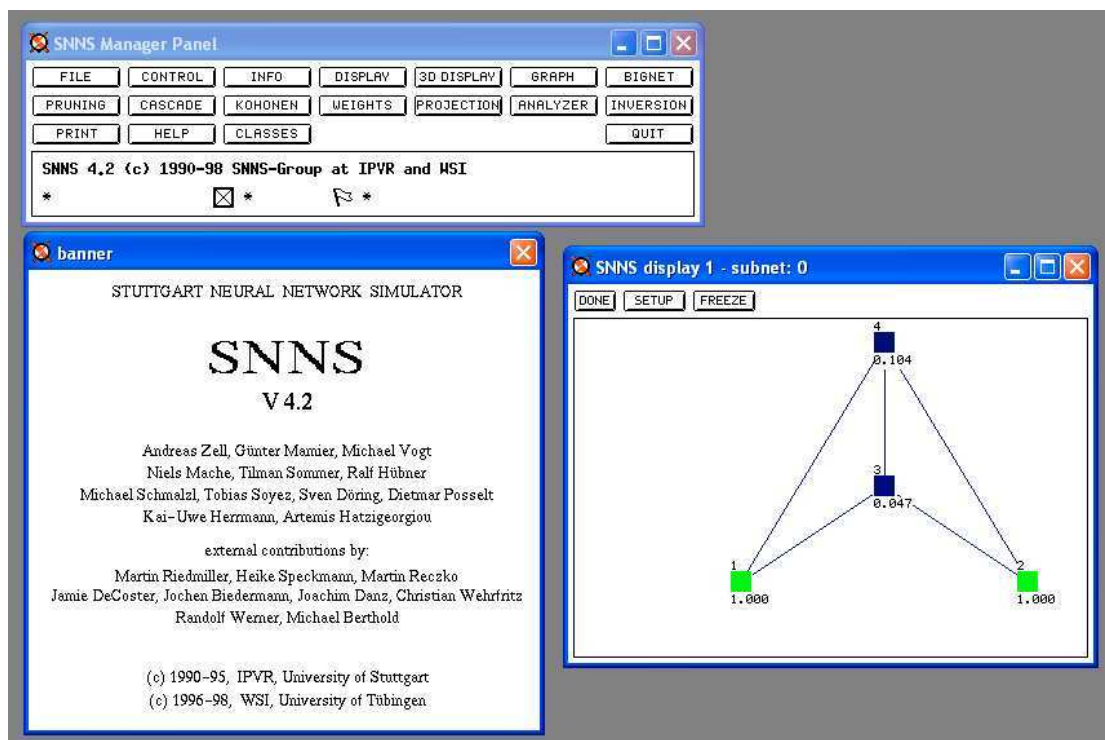 SNNS Manager Panel
FILE CONTROL INFO DISPLAY 3D DISPLAY GRAPH BIGNET
PRUNING CASCADE KOHONEN WEIGHTS PROJECTION ANALYZER INVERSION
PRINT HELP CLASSES QUIT
SNNS 4.2 (c) 1990-98 SNNS-Group at IPVR and WSI
* * *
banner
STUTTGART NEURAL NETWORK SIMULATOR
SNNS
V 4.2
Andreas Zell, Günter Mamier, Michael Vogt
Niels Mache, Tilman Sommer, Ralf Hübner
Michael Schmalzl, Tobias Soyez, Sven Döring, Dietmar Posselt
Kai-Uwe Herrmann, Artemis Hatzigeorgiou
external contributions by:
Martin Riedmiller, Heike Speckmann, Martin Reczko
Jamie DeCoster, Jochen Biedermann, Joachim Danz, Christian Wehrfritz
Randolf Werner, Michael Berthold
(c) 1990-95, IPVR, University of Stuttgart
(c) 1996-98, WSI, University of Tübingen
SNNS display 1 - subnet: 0
DONE SETUP FREEZE
4
0.104
3
0.047
1 2
1.000 1.000